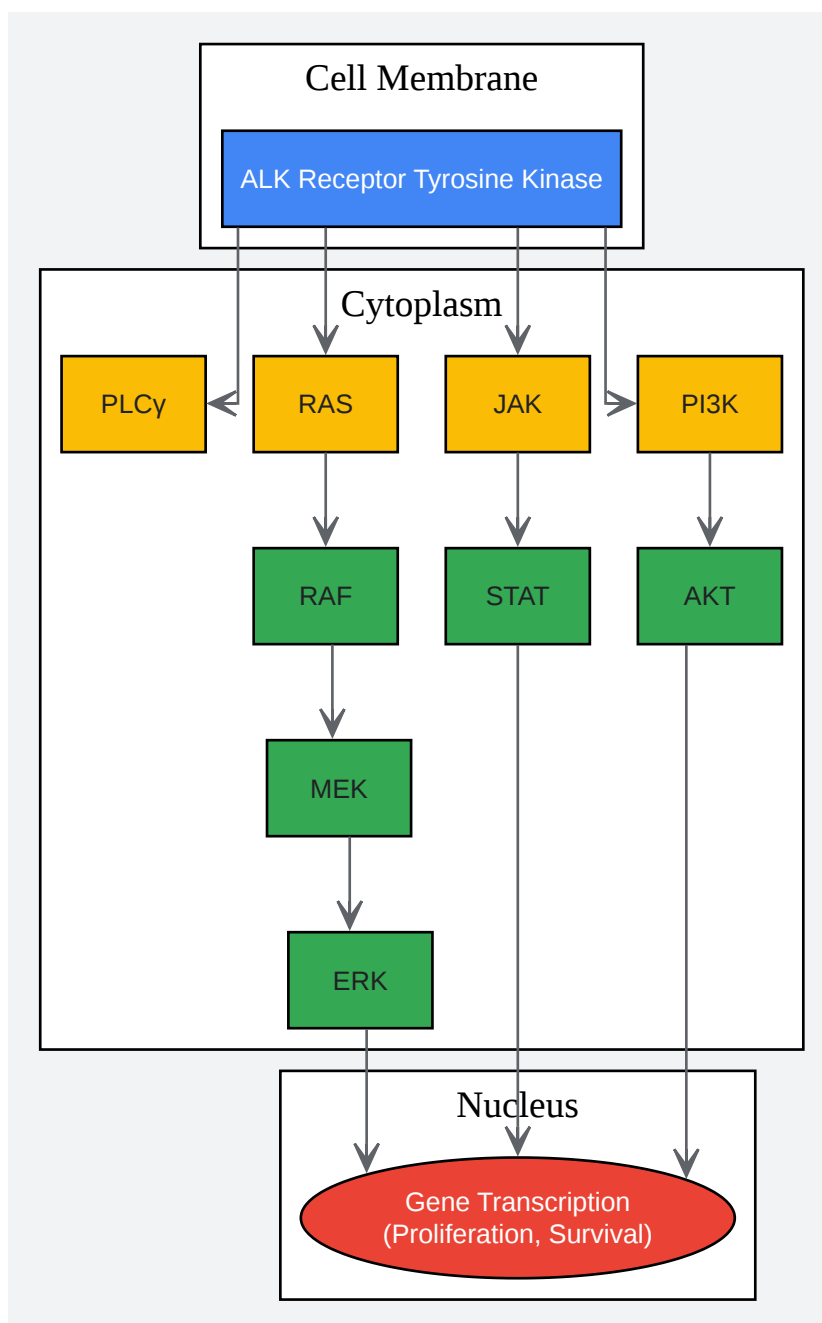 Cell Membrane
ALK Receptor Tyrosine Kinase
Cytoplasm
PLCγ
RAS
JAK
PI3K
RAF
STAT
AKT
MEK
ERK
Nucleus
Gene Transcription
(Proliferation, Survival)